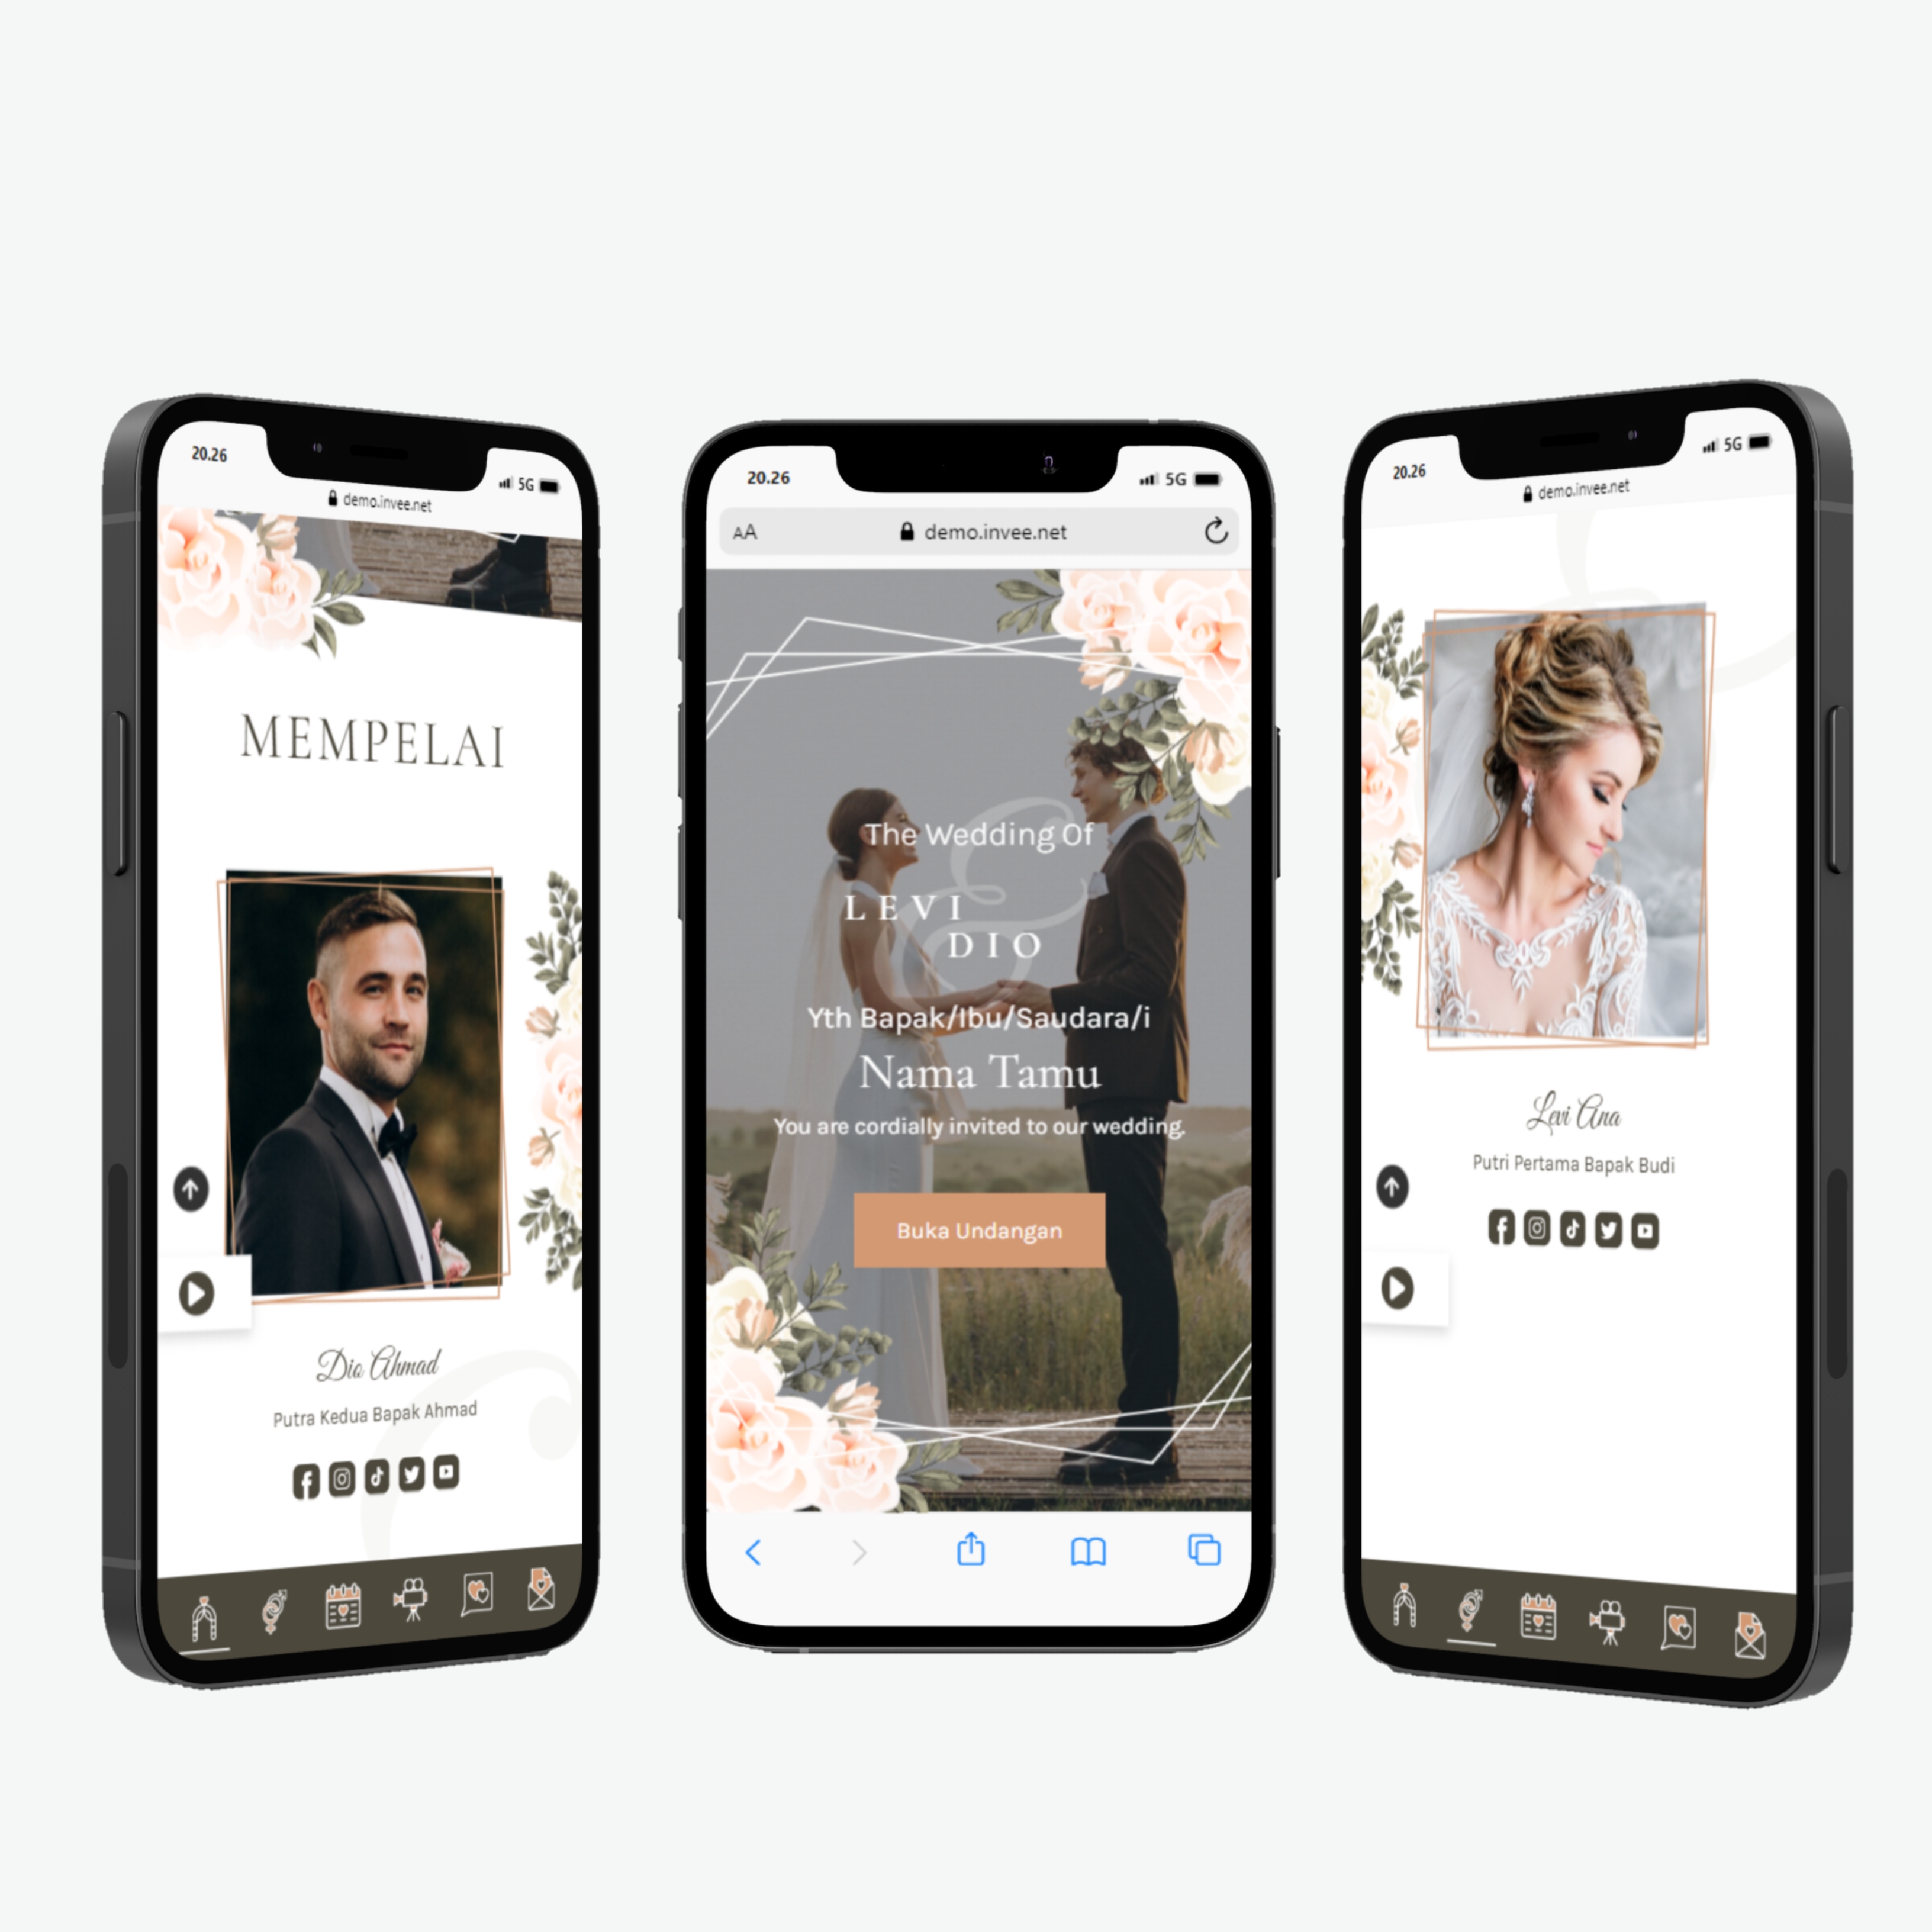 20.26
5G
demo.invee.net
MEMPELAI
Dio Ahmad
Putra Kedua Bapak Ahmad
20.26
5G
AA
demo.invee.net
The Wedding Of
&
LEVI
DIO
Yth Bapak/Ibu/Saudara/i
Nama Tamu
You are cordially invited to our wedding.
Buka Undangan
20.26
5G
demo.invee.net
Levi Ana
Putri Pertama Bapak Budi